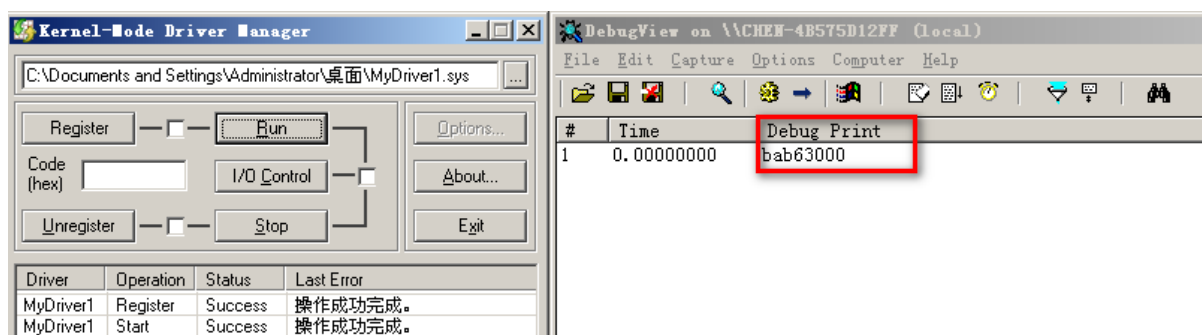 Kernel-Mode Driver Manager
C:\Documents and Settings\Administrator\桌面\MyDriver1.sys
...
Register
Run
Options...
Code
(hex)
I/O Control
About...
Unregister
Stop
Exit
Driver Operation Status Last Error
MyDriver1 Register Success 操作成功完成。
MyDriver1 Start Success 操作成功完成。
DebugView on \\CHEN-4B575D12FF (local)
File Edit Capture Options Computer Help
# Time Debug Print
1 0.00000000 bab63000